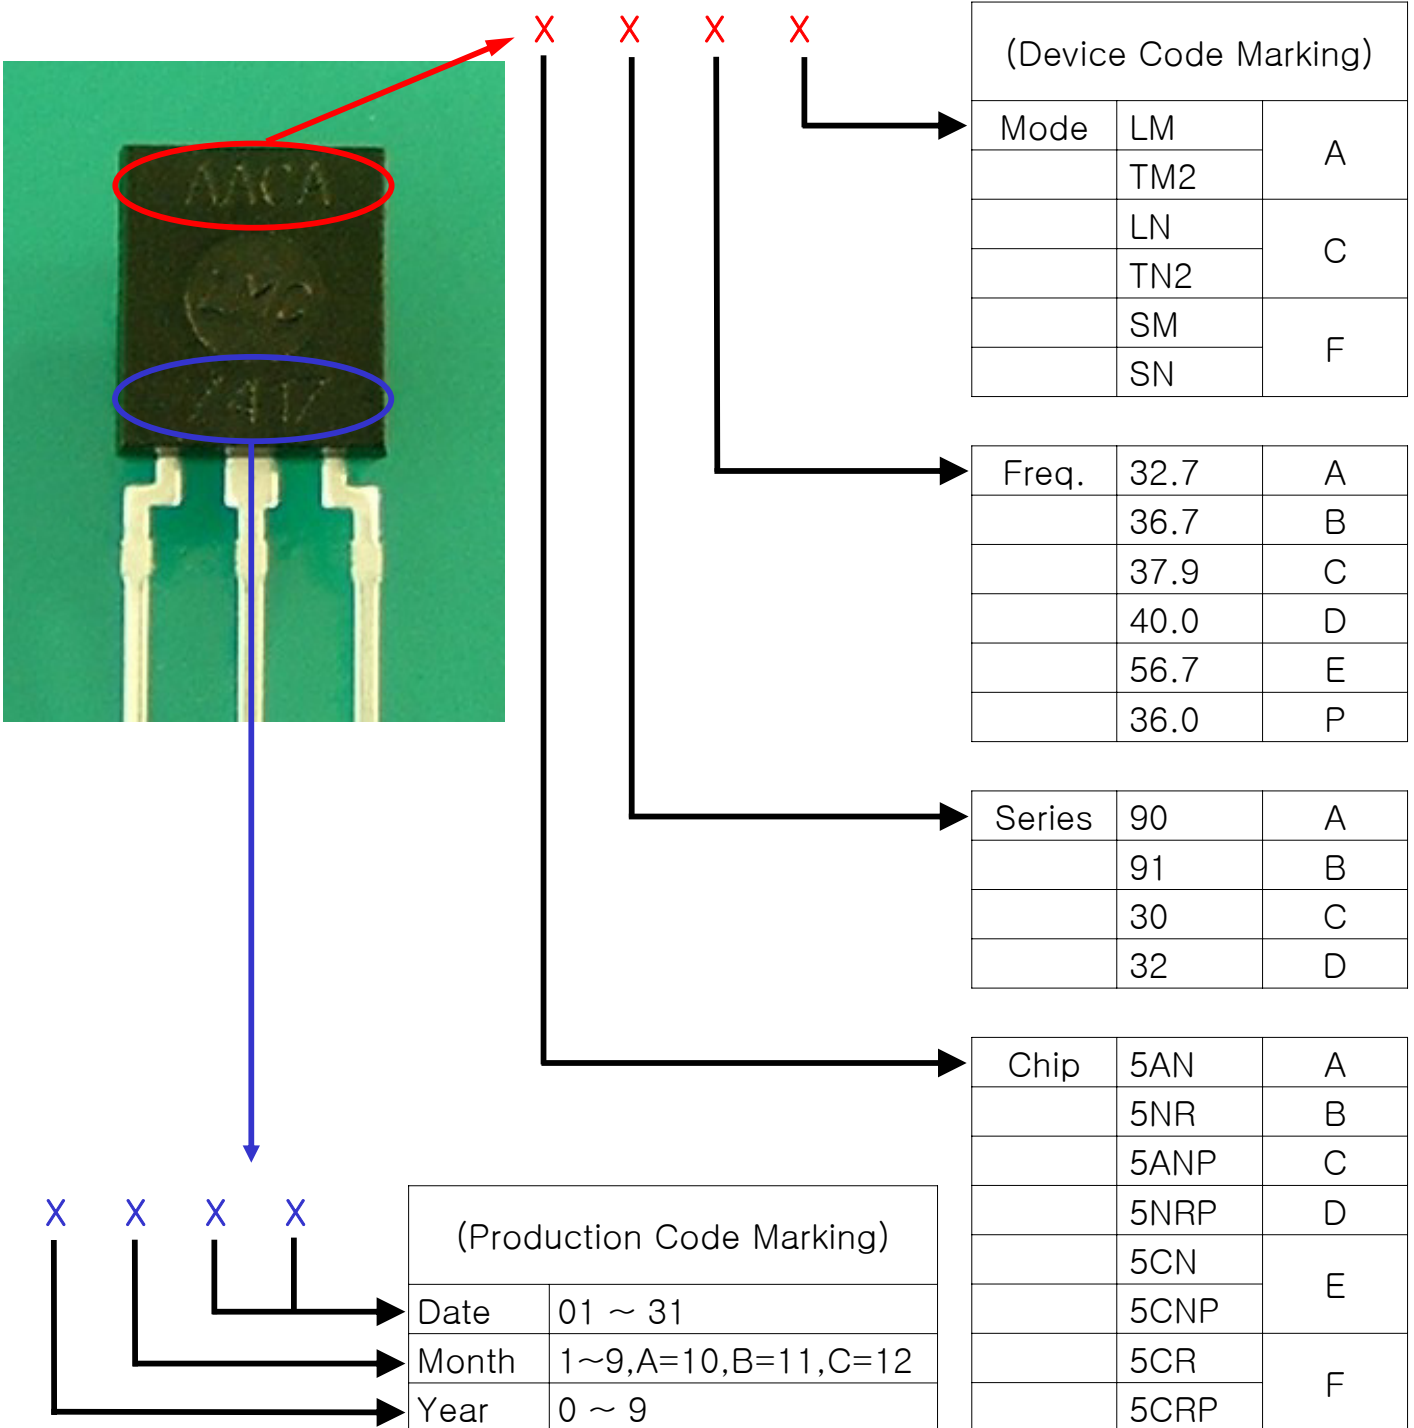 X X X X
(Device Code Marking)
Mode LM A
TM2
LN C
TN2
SM F
SN
AACA
Freq. 32.7 A
36.7 B
37.9 C
40.0 D
56.7 E
36.0 P
Series 90 A
91 B
30 C
32 D
Chip 5AN A
5NR B
5ANP C
5NRP D
5CN E
5CNP
5CR F
5CRP
X X X X
(Production Code Marking)
Date 01 ~ 31
Month 1~9,A=10,B=11,C=12
Year 0 ~ 9